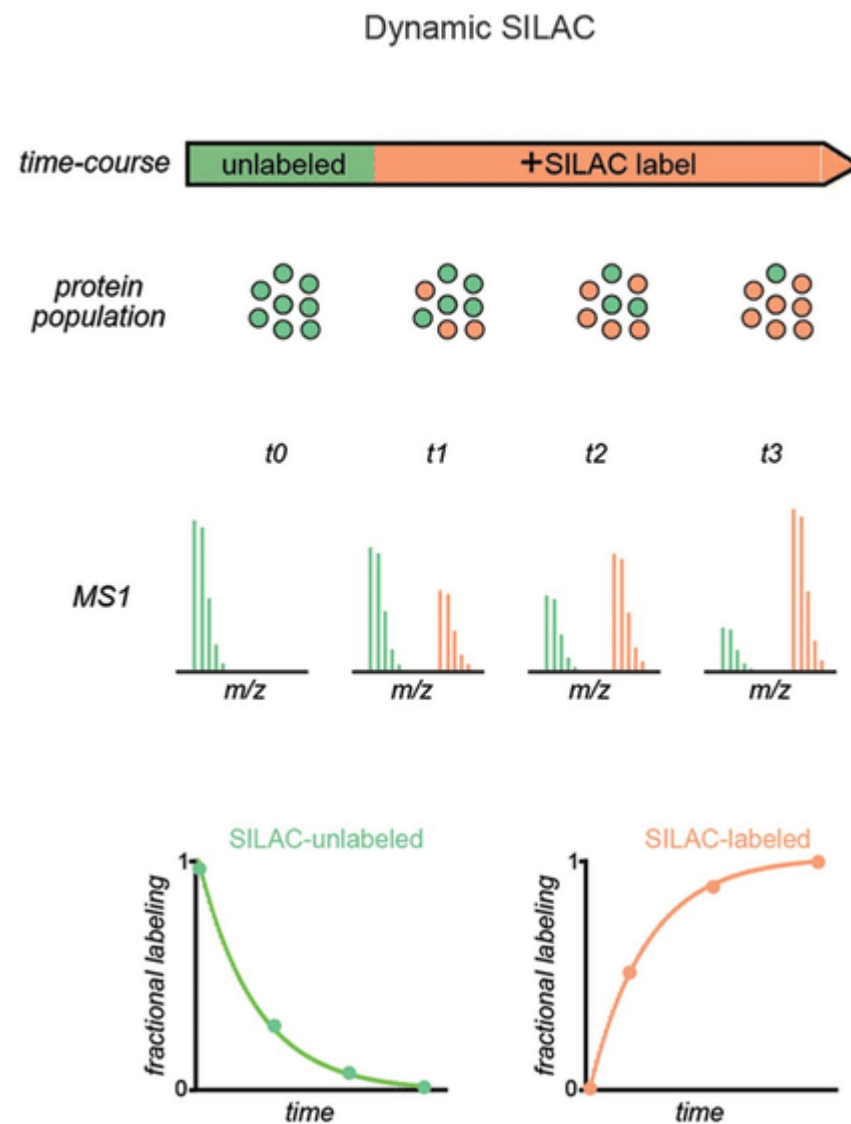 Dynamic SILAC
time-course
unlabeled
+SILAC label
protein
population
t0
t1
t2
t3
MS1
m/z
m/z
m/z
m/z
SILAC-unlabeled
1
fractional labeling
0
time
SILAC-labeled
1
fractional labeling
0
time